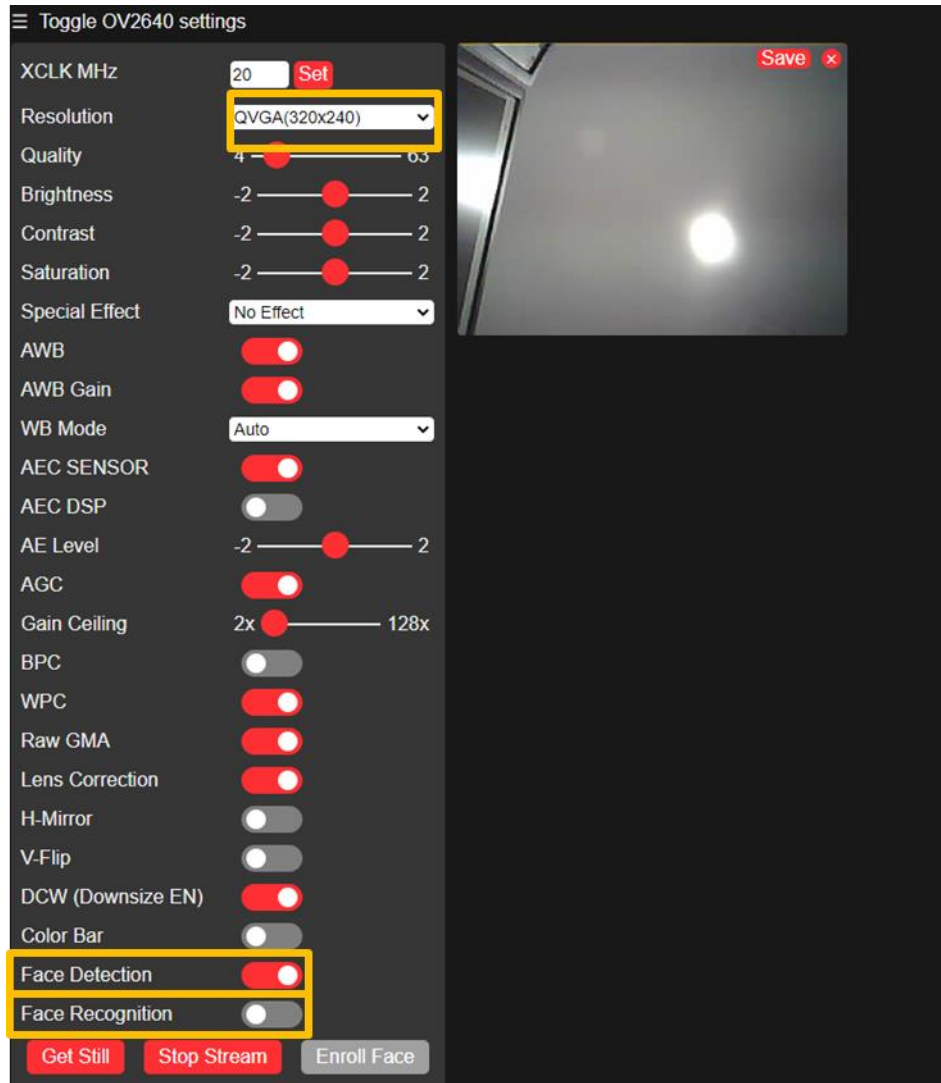 ☰ Toggle OV2640 settings
XCLK MHz 20 Set
Resolution QVGA(320x240)
Quality 4 63
Brightness -2 2
Contrast -2 2
Saturation -2 2
Special Effect No Effect
AWB
AWB Gain
WB Mode Auto
AEC SENSOR
AEC DSP
AE Level -2 2
AGC
Gain Ceiling 2x 128x
BPC
WPC
Raw GMA
Lens Correction
H-Mirror
V-Flip
DCW (Downsize EN)
Color Bar
Face Detection
Face Recognition
Get Still Stop Stream Enroll Face
Save ×